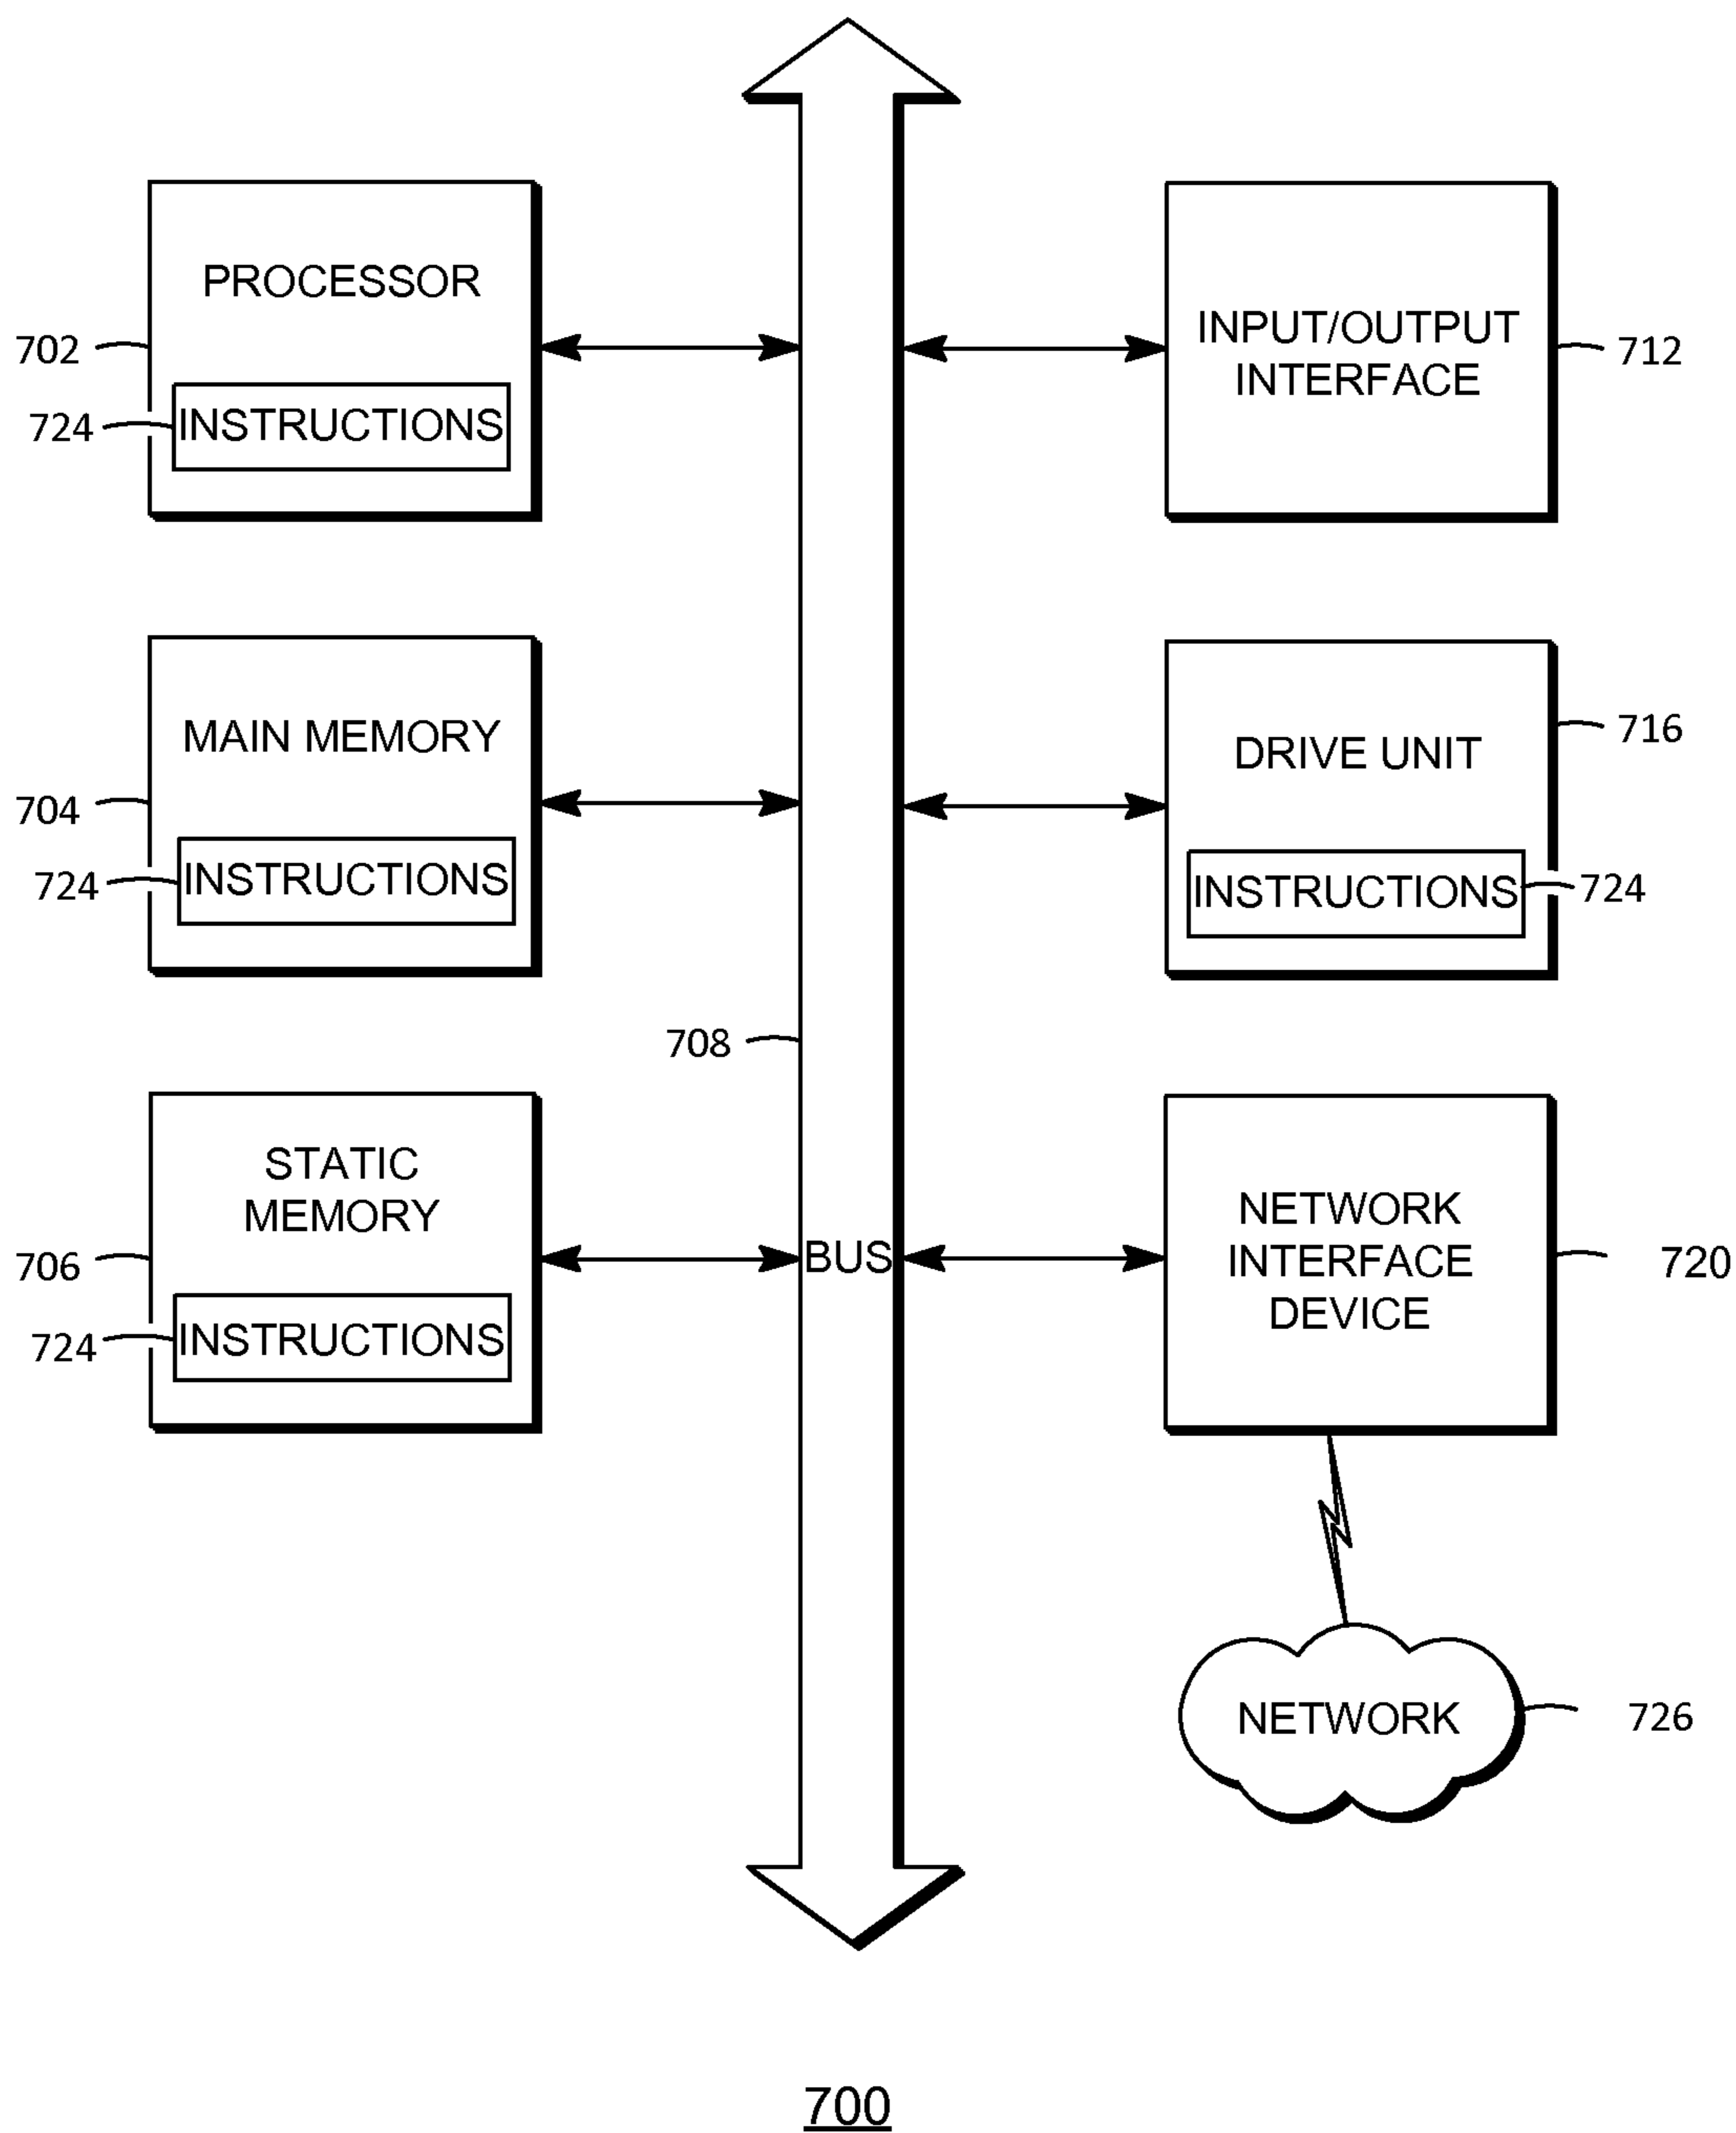 PROCESSOR
702
724
INSTRUCTIONS
INPUT/OUTPUT
INTERFACE
712
MAIN MEMORY
704
724
INSTRUCTIONS
DRIVE UNIT
716
INSTRUCTIONS
724
708
STATIC
MEMORY
706
724
INSTRUCTIONS
BUS
NETWORK
INTERFACE
DEVICE
720
NETWORK
726
700